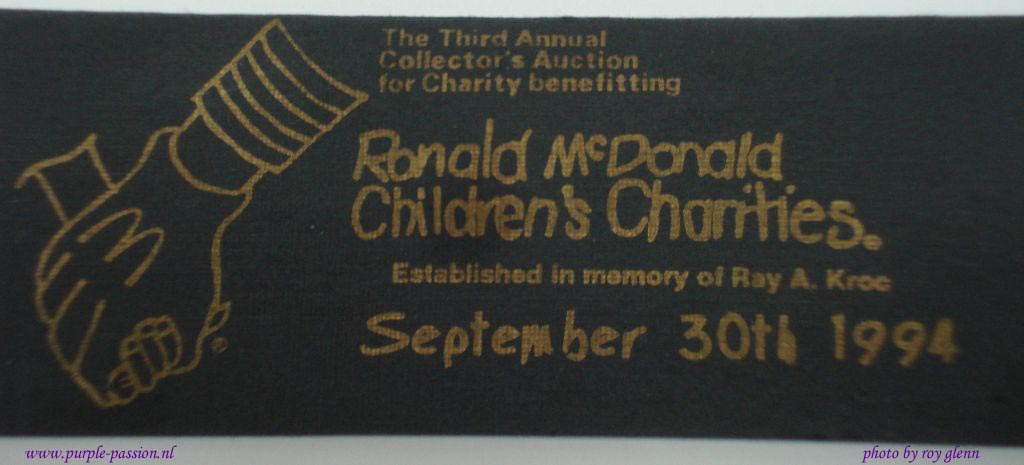 The Third Annual
Collector's Auction
for Charity benefitting
Ronald McDonald
Children's Charities®
Established in memory of Ray A. Kroc
September 30th 1994
®
www.purple-passion.nl
photo by roy glenn